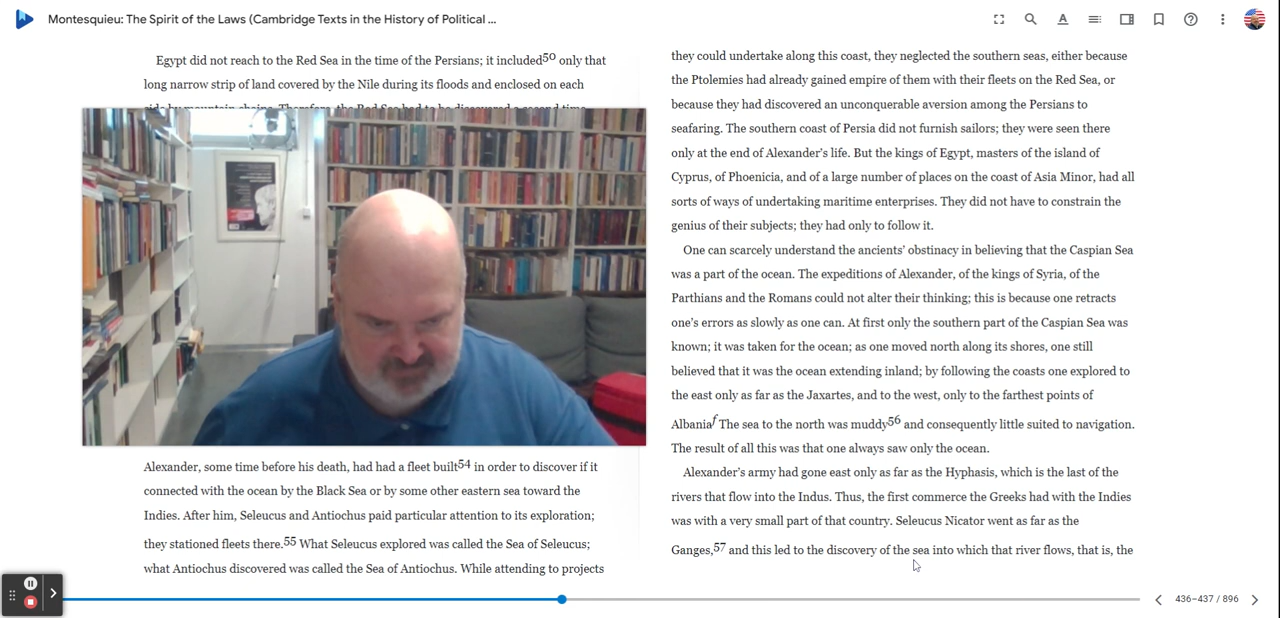 Montesquieu: The Spirit of the Laws (Cambridge Texts in the History of Political ...
Egypt did not reach to the Red Sea in the time of the Persians; it included50 only that
long narrow strip of land covered by the Nile during its floods and enclosed on each
side by mountain chains. Therefore, the Red Sea had to be discovered a second time
Alexander, some time before his death, had had a fleet built54 in order to discover if it
connected with the ocean by the Black Sea or by some other eastern sea toward the
Indies. After him, Seleucus and Antiochus paid particular attention to its exploration;
they stationed fleets there.55 What Seleucus explored was called the Sea of Seleucus;
what Antiochus discovered was called the Sea of Antiochus. While attending to projects
they could undertake along this coast, they neglected the southern seas, either because
the Ptolemies had already gained empire of them with their fleets on the Red Sea, or
because they had discovered an unconquerable aversion among the Persians to
seafaring. The southern coast of Persia did not furnish sailors; they were seen there
only at the end of Alexander's life. But the kings of Egypt, masters of the island of
Cyprus, of Phoenicia, and of a large number of places on the coast of Asia Minor, had all
sorts of ways of undertaking maritime enterprises. They did not have to constrain the
genius of their subjects; they had only to follow it.
One can scarcely understand the ancients' obstinacy in believing that the Caspian Sea
was a part of the ocean. The expeditions of Alexander, of the kings of Syria, of the
Parthians and the Romans could not alter their thinking; this is because one retracts
one's errors as slowly as one can. At first only the southern part of the Caspian Sea was
known; it was taken for the ocean; as one moved north along its shores, one still
believed that it was the ocean extending inland; by following the coasts one explored to
the east only as far as the Jaxartes, and to the west, only to the farthest points of
Albaniaf The sea to the north was muddy56 and consequently little suited to navigation.
The result of all this was that one always saw only the ocean.
Alexander's army had gone east only as far as the Hyphasis, which is the last of the
rivers that flow into the Indus. Thus, the first commerce the Greeks had with the Indies
was with a very small part of that country. Seleucus Nicator went as far as the
Ganges,57 and this led to the discovery of the sea into which that river flows, that is, the
436-437 / 896